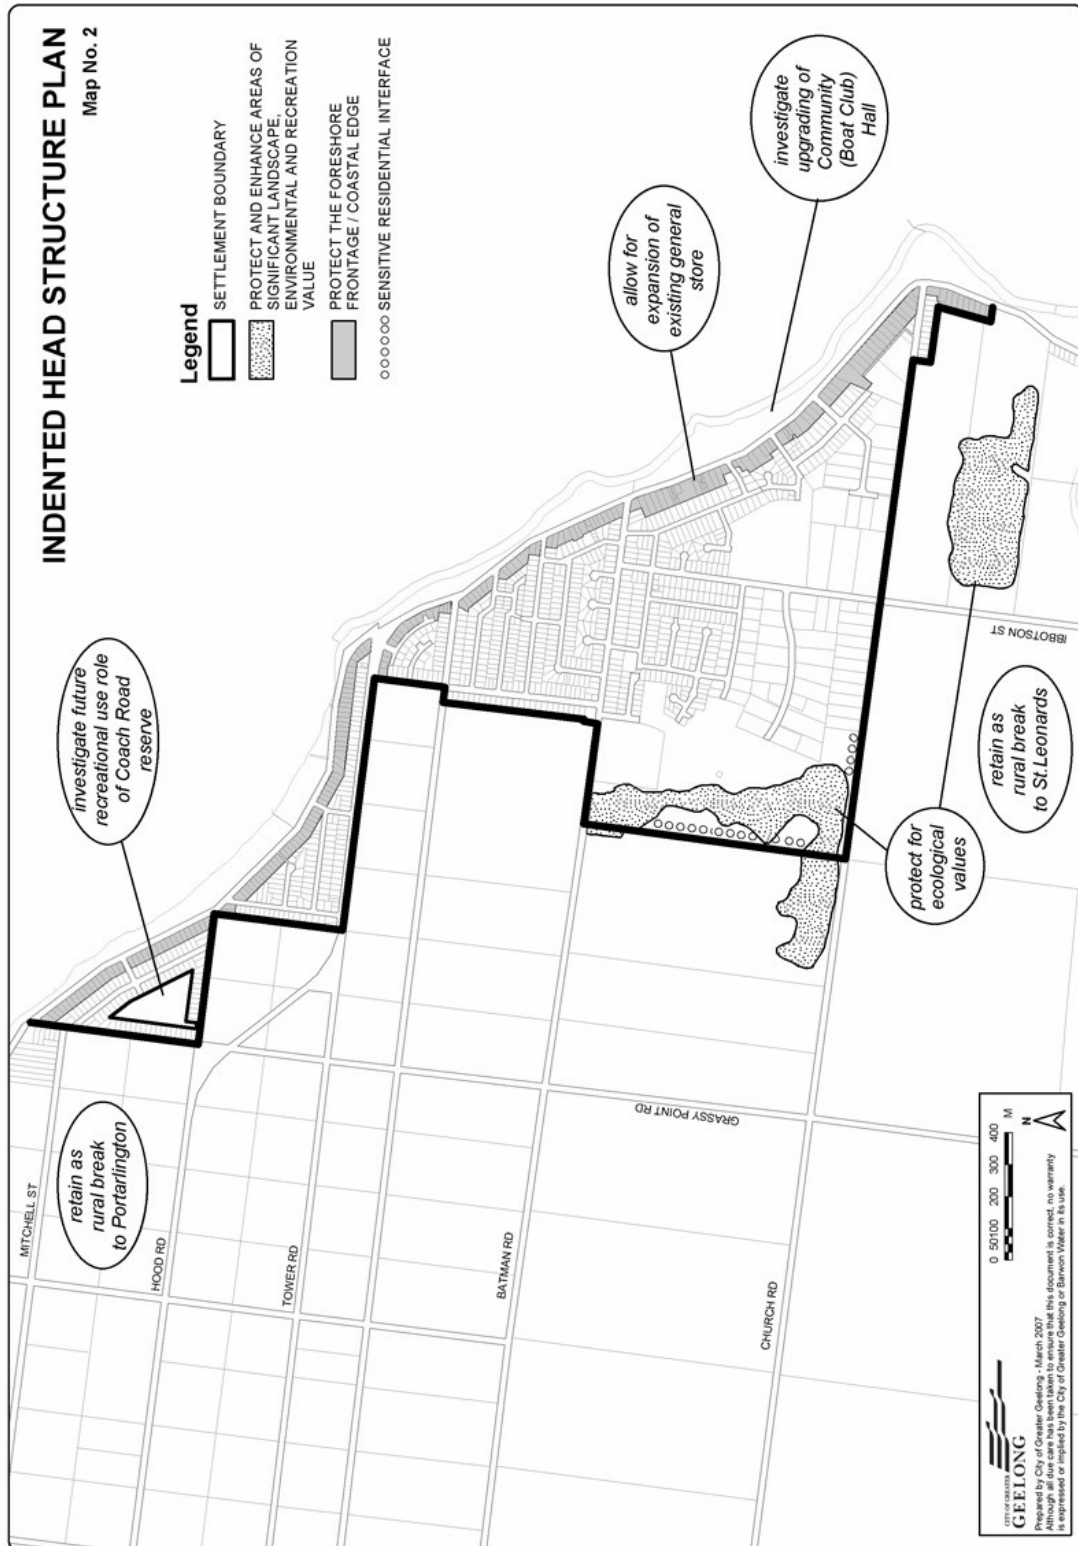 INDENTED HEAD STRUCTURE PLAN
Map No. 2
Legend
SETTLEMENT BOUNDARY
PROTECT AND ENHANCE AREAS OF
SIGNIFICANT LANDSCAPE,
ENVIRONMENTAL AND RECREATION
VALUE
PROTECT THE FORESHORE
FRONTAGE / COASTAL EDGE
SENSITIVE RESIDENTIAL INTERFACE
investigate future
recreational use role
of Coach Road
reserve
allow for
expansion of
existing general
store
investigate
upgrading of
Community
(Boat Club)
Hall
retain as
rural break
to Portarlington
MITCHELL ST
HOOD RD
TOWER RD
BATMAN RD
CHURCH RD
GRASSY POINT RD
IBBOTSON ST
protect for
ecological
values
retain as
rural break
to St.Leonards
CITY OF GREATER
GEELONG
0 50100 200 300 400
M
N
Prepared by City of Greater Geelong - March 2007
Although all due care has been taken to ensure that this document is correct, no warranty
is expressed or implied by the City of Greater Geelong or Barwon Water in its use.